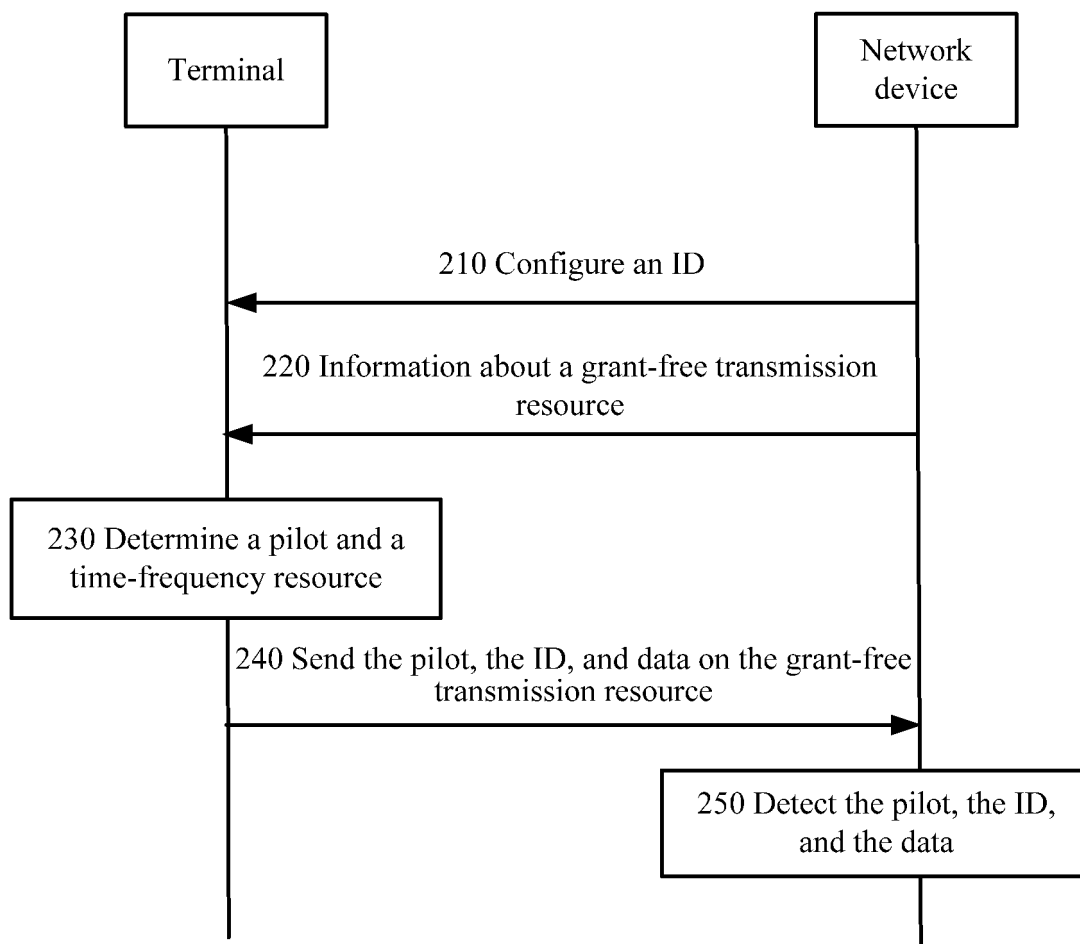 Terminal
Network
device
210 Configure an ID
220 Information about a grant-free transmission
resource
230 Determine a pilot and a
time-frequency resource
240 Send the pilot, the ID, and data on the grant-free
transmission resource
250 Detect the pilot, the ID,
and the data